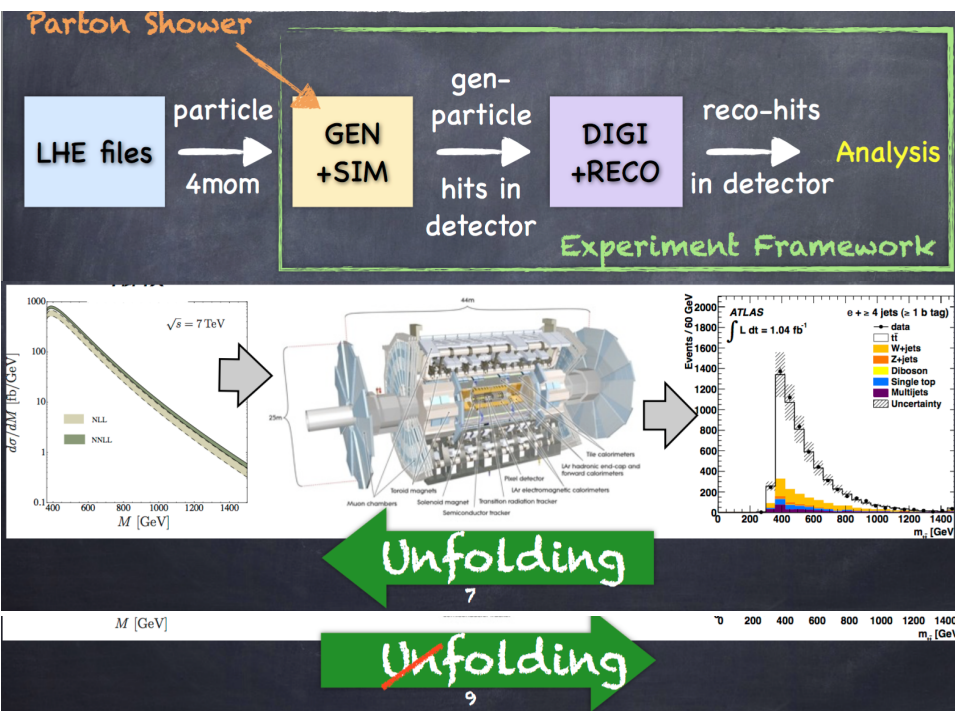 Parton Shower
LHE files
particle
4mom
GEN
+SIM
gen-
particle
hits in
detector
DIGI
+RECO
reco-hits
in detector
Analysis
Experiment Framework
dσ/dM [fb/GeV]
1000
100
10
1
0.1
√s = 7 TeV
NLL
NNLL
400 600 800 1000 1200 1400
M [GeV]
44m
25m
Tile calorimeters
LAr hadronic end-cap and
forward calorimeters
Pixel detector
LAr electromagnetic calorimeters
Toroid magnets
Muon chambers
Solenoid magnet
Transition radiation tracker
Semiconductor tracker
Events / 60 GeV
2000
1800
1600
1400
1200
1000
800
600
400
200
0
ATLAS
∫ L dt = 1.04 fb⁻¹
e + ≥ 4 jets (≥ 1 b tag)
data
tt̄
W+jets
Z+jets
Diboson
Single top
Multijets
Uncertainty
0 200 400 600 800 1000 1200 1400
m_tt̄ [GeV
Unfolding
7
M [GeV]
0 200 400 600 800 1000 1200 1400
m_tt̄ [GeV
Unfolding
9